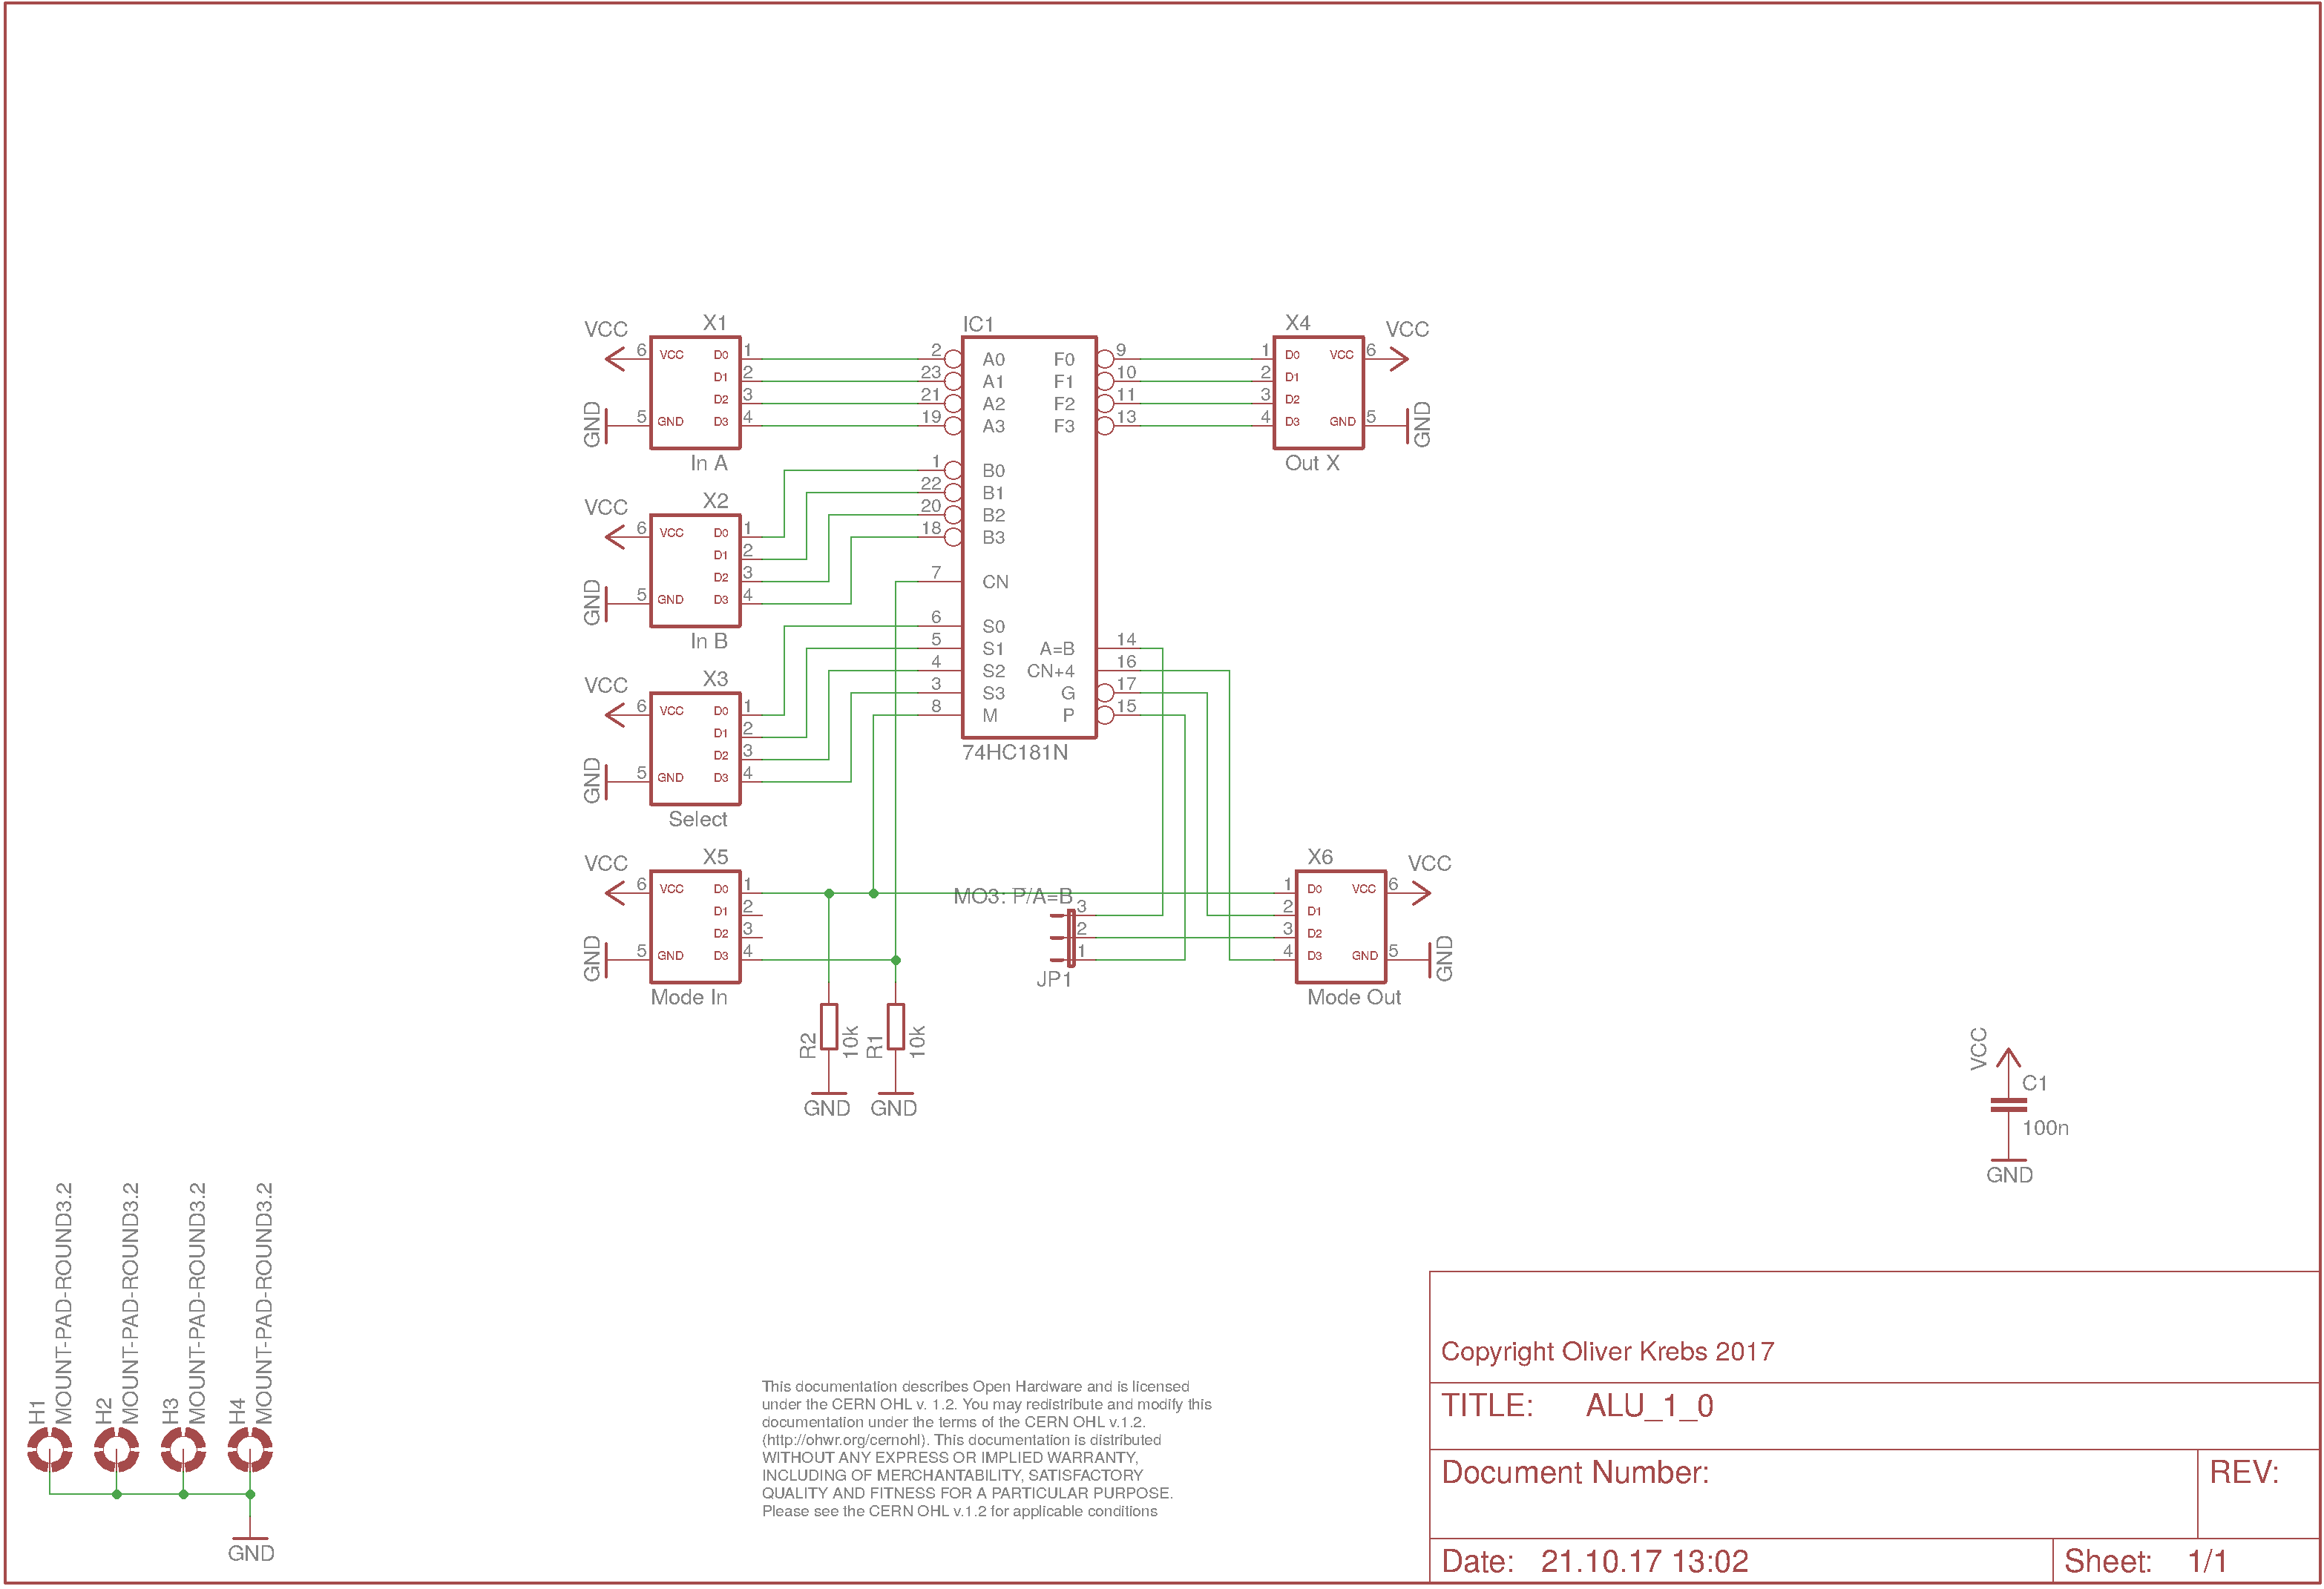 X1
VCC
6 VCC D0 1
D1 2
D2 3
GND 5 GND D3 4
In A
X2
VCC
6 VCC D0 1
D1 2
D2 3
GND 5 GND D3 4
In B
X3
VCC
6 VCC D0 1
D1 2
D2 3
GND 5 GND D3 4
Select
X5
VCC
6 VCC D0 1
D1 2
D2 3
GND 5 GND D3 4
Mode In
IC1
2 A0 F0 9
23 A1 F1 10
21 A2 F2 11
19 A3 F3 13
1 B0
22 B1
20 B2
18 B3
7 CN
6 S0
5 S1 A=B 14
4 S2 CN+4 16
3 S3 G 17
8 M P 15
74HC181N
X4
VCC
1 D0 VCC 6
2 D1
3 D2
4 D3 GND 5 GND
Out X
MO3: P/A=B
3
2
1
JP1
X6
VCC
1 D0 VCC 6
2 D1
3 D2
4 D3 GND 5 GND
Mode Out
R2 10k R1 10k
GND GND
VCC
C1
100n
GND
H1 MOUNT-PAD-ROUND3.2
H2 MOUNT-PAD-ROUND3.2
H3 MOUNT-PAD-ROUND3.2
H4 MOUNT-PAD-ROUND3.2
GND
This documentation describes Open Hardware and is licensed
under the CERN OHL v. 1.2. You may redistribute and modify this
documentation under the terms of the CERN OHL v.1.2.
(http://ohwr.org/cernohl). This documentation is distributed
WITHOUT ANY EXPRESS OR IMPLIED WARRANTY,
INCLUDING OF MERCHANTABILITY, SATISFACTORY
QUALITY AND FITNESS FOR A PARTICULAR PURPOSE.
Please see the CERN OHL v.1.2 for applicable conditions
Copyright Oliver Krebs 2017
TITLE: ALU_1_0
Document Number: REV:
Date: 21.10.17 13:02 Sheet: 1/1